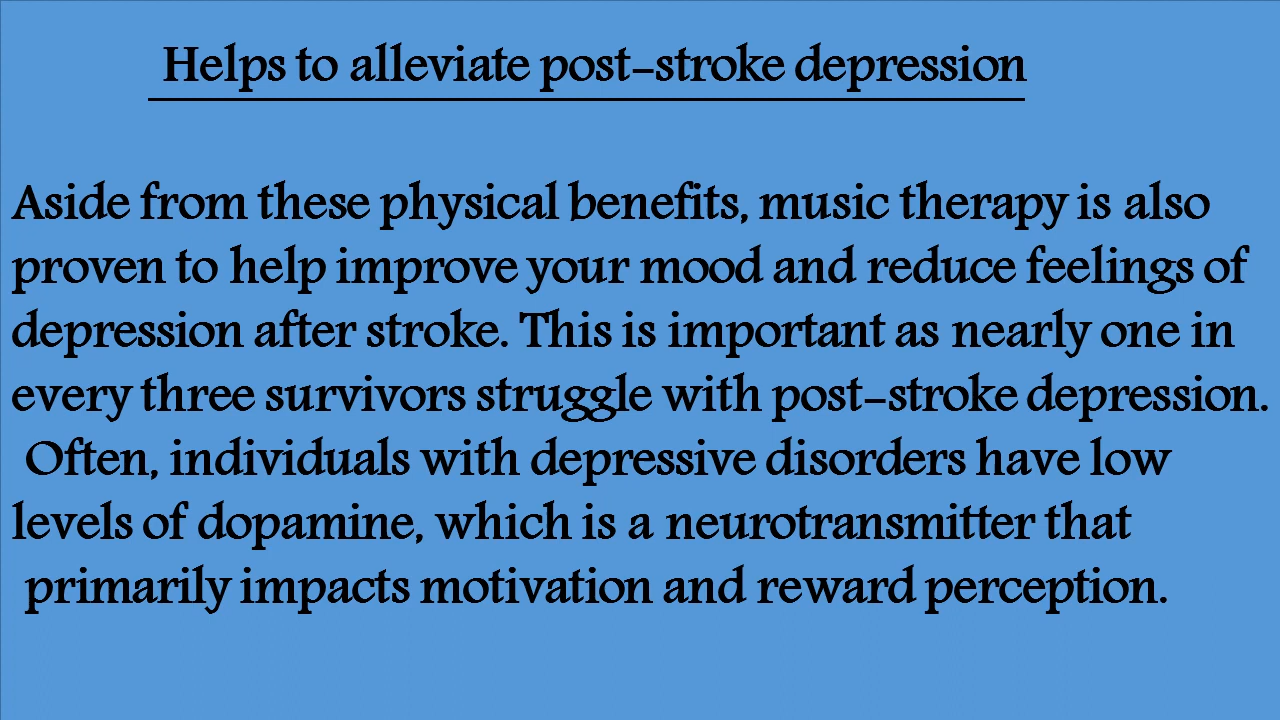 Helps to alleviate post-stroke depression
Aside from these physical benefits, music therapy is also
proven to help improve your mood and reduce feelings of
depression after stroke. This is important as nearly one in
every three survivors struggle with post-stroke depression.
Often, individuals with depressive disorders have low
levels of dopamine, which is a neurotransmitter that
primarily impacts motivation and reward perception.